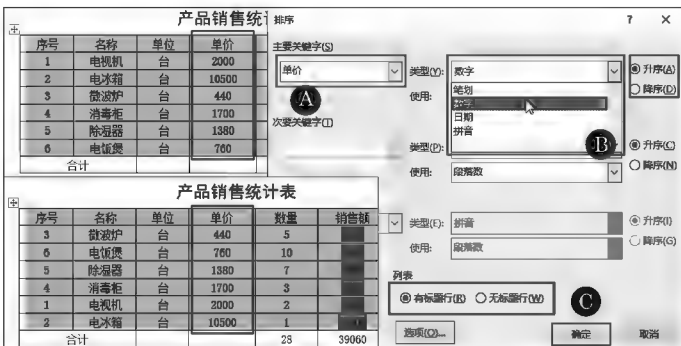 产品销售统计
序号 名称 单位 单价
1 电视机 台 2000
2 电冰箱 台 10500
3 微波炉 台 440
4 消毒柜 台 1700
5 除湿器 台 1380
6 电饭煲 台 760
合计
产品销售统计表
序号 名称 单位 单价 数量 销售额
3 微波炉 台 440 5
6 电饭煲 台 760 10
5 除湿器 台 1380 7
4 消毒柜 台 1700 3
1 电视机 台 2000 2
2 电冰箱 台 10500 1
合计 28 39060
排序 ? ×
主要关键字(S)
单价 类型(Y): 数字 升序(A)
A 使用: 笔划 降序(D)
数字
日期
拼音
B
次要关键字(T)
类型(P): 升序(C)
使用: 段落数 降序(N)
类型(F): 拼音 升序(I)
使用: 段落数 降序(G)
列表
有标题行(R) 无标题行(W) C
选项(O)... 确定 取消